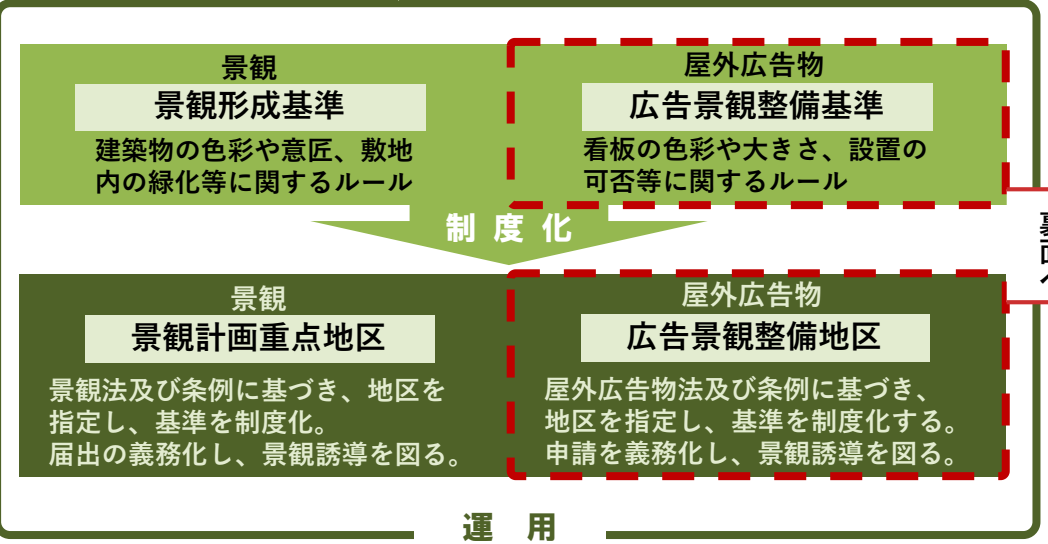 景観
景観形成基準
建築物の色彩や意匠、敷地
内の緑化等に関するルール
屋外広告物
広告景観整備基準
看板の色彩や大きさ、設置の
可否等に関するルール
制度化
景観
景観計画重点地区
景観法及び条例に基づき、地区を
指定し、基準を制度化。
届出の義務化し、景観誘導を図る。
屋外広告物
広告景観整備地区
屋外広告物法及び条例に基づき、
地区を指定し、基準を制度化する。
申請を義務化し、景観誘導を図る。
運用